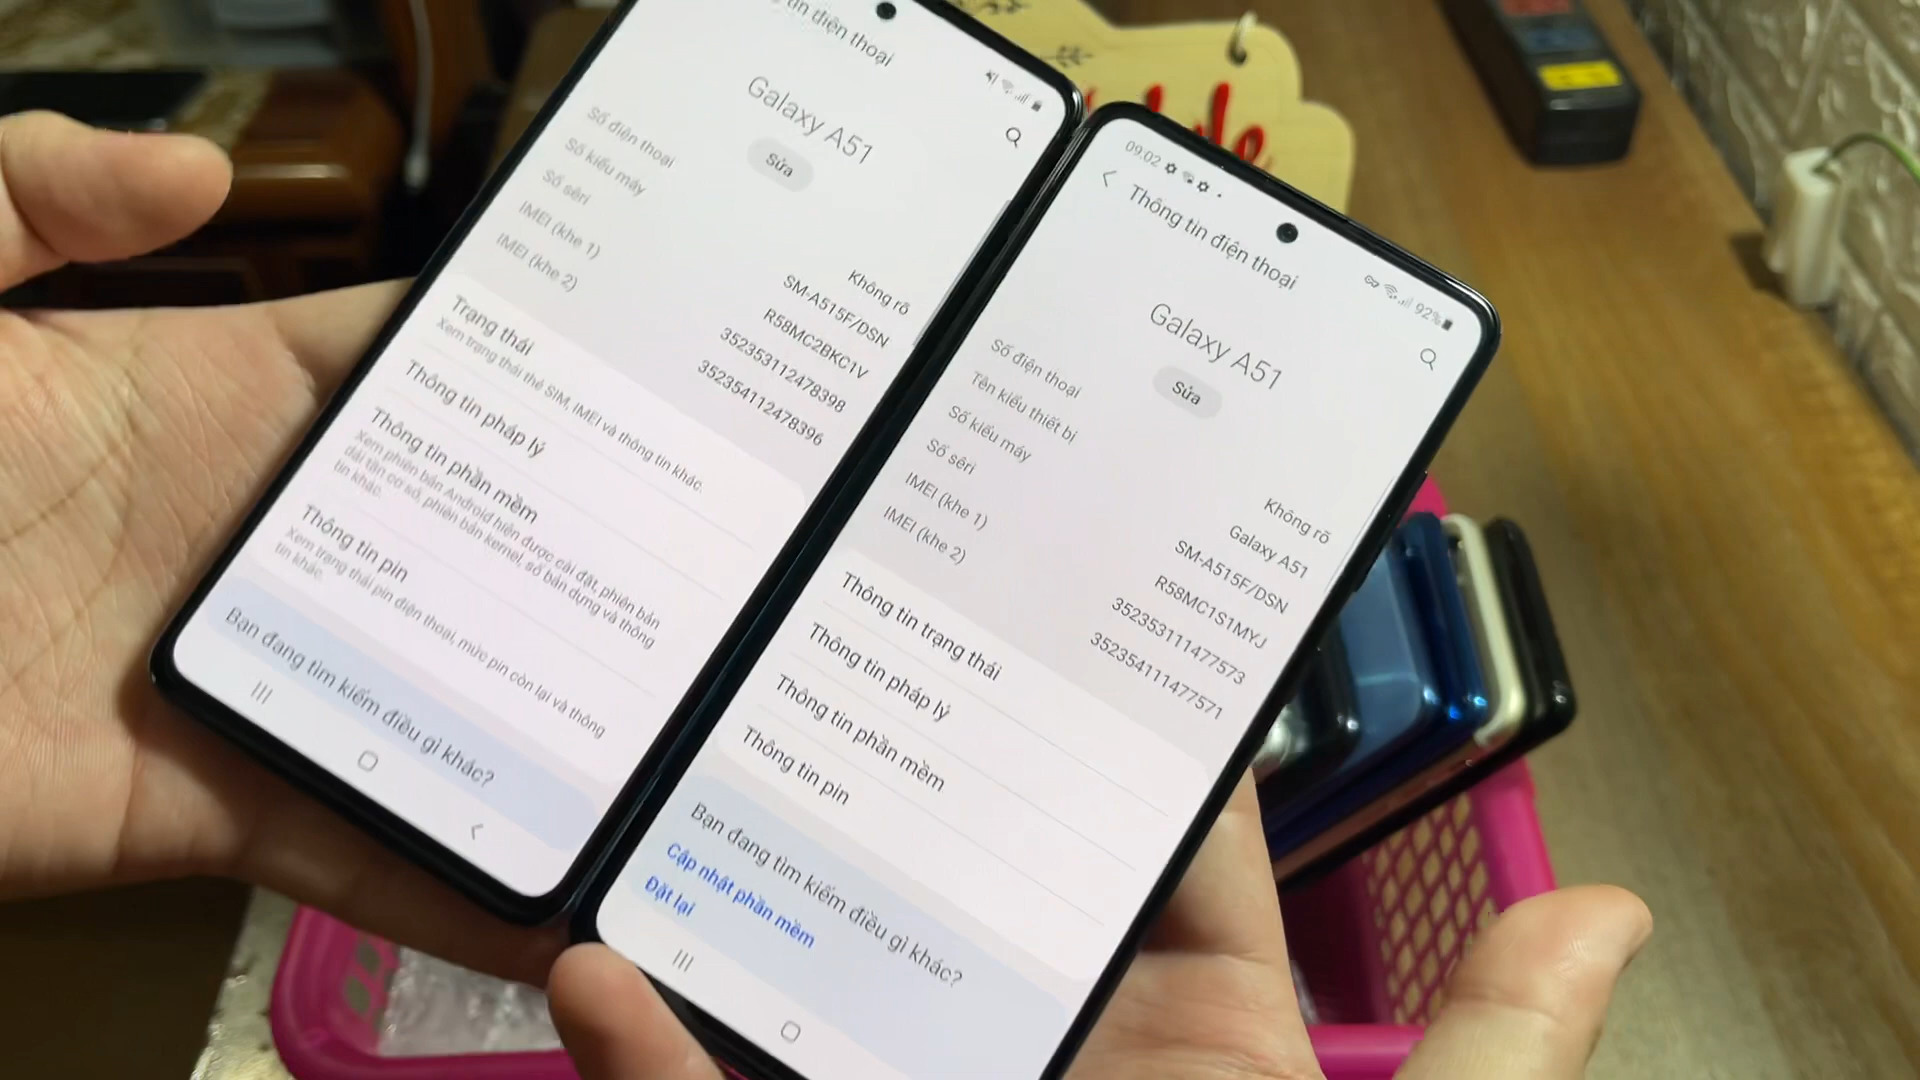 ın điện thoại
Galaxy A51
Sửa
Số điện thoại
Không rõ
Số kiểu máy
SM-A515F/DSN
Số sêri
R58MC2BKC1V
IMEI (khe 1)
352353112478398
IMEI (khe 2)
352354112478396
Trạng thái
Xem trạng thái thẻ SIM, IMEI và thông tin khác.
Thông tin pháp lý
Thông tin phần mềm
Xem phiên bản Android hiện được cài đặt, phiên bản
dải tần cơ sở, phiên bản kernel, số bản dựng và thông
tin khác.
Thông tin pin
Xem trạng thái pin điện thoại, mức pin còn lại và thông
tin khác.
Bạn đang tìm kiếm điều gì khác?
09:02
92%
Thông tin điện thoại
Galaxy A51
Sửa
Số điện thoại
Không rõ
Tên kiểu thiết bị
Galaxy A51
Số kiểu máy
SM-A515F/DSN
Số sêri
R58MC1S1MYJ
IMEI (khe 1)
352353111477573
IMEI (khe 2)
352354111477571
Thông tin trạng thái
Thông tin pháp lý
Thông tin phần mềm
Thông tin pin
Bạn đang tìm kiếm điều gì khác?
Cập nhật phần mềm
Đặt lại